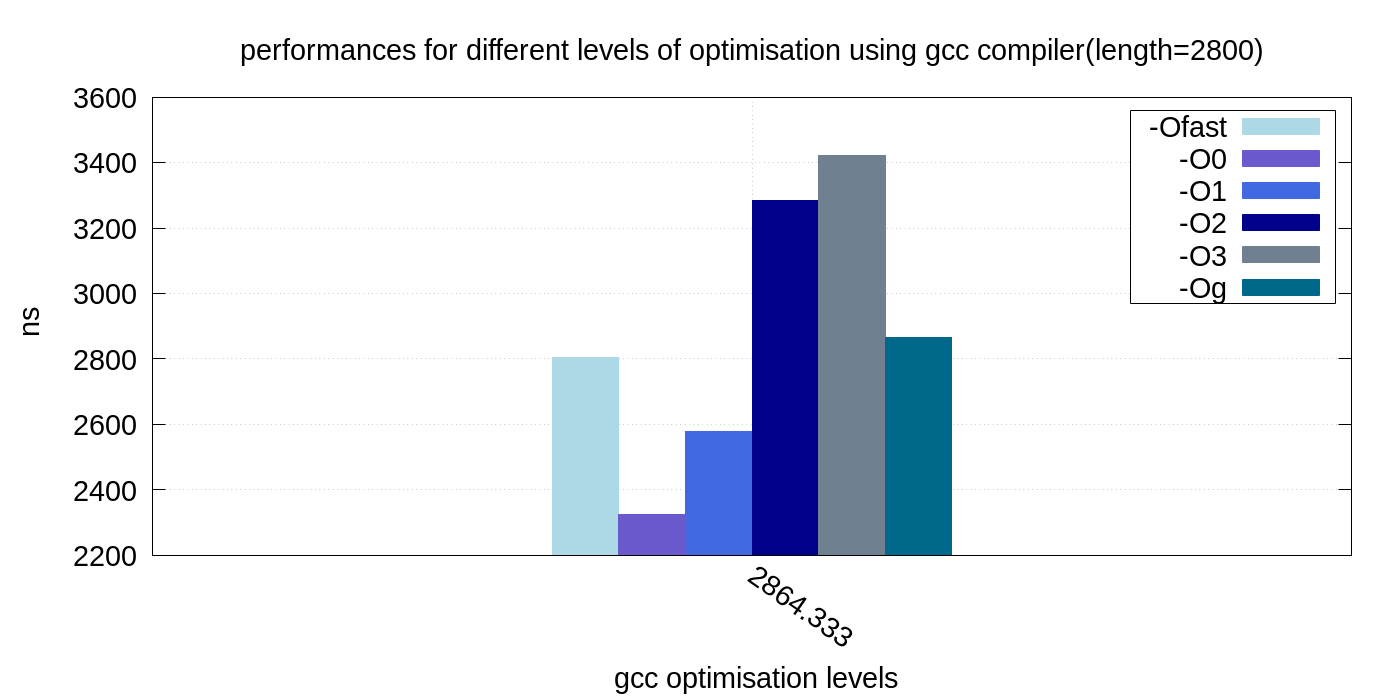 performances for different levels of optimisation using gcc compiler(length=2800)
3600
3400
3200
3000
2800
2600
2400
2200
ns
-Ofast
-O0
-O1
-O2
-O3
-Og
2864.333
gcc optimisation levels